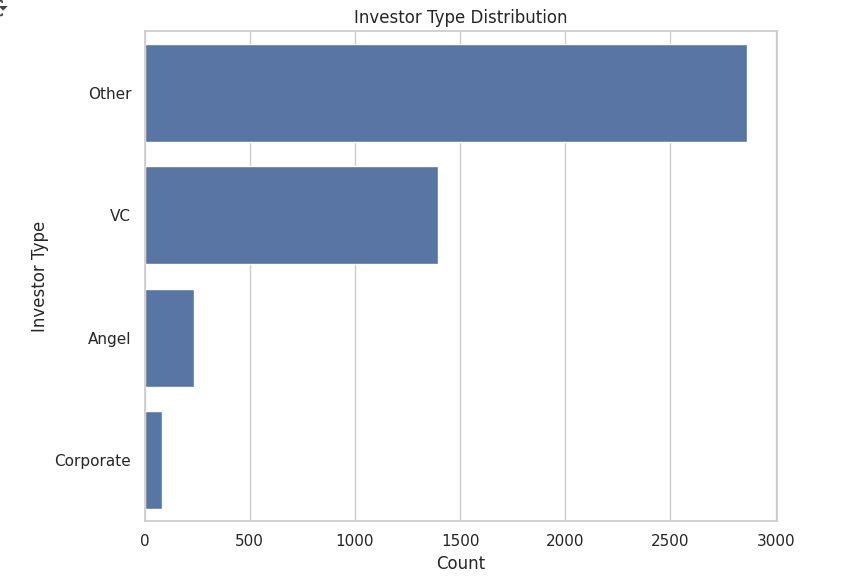 Investor Type Distribution
Investor Type
Other
VC
Angel
Corporate
0 500 1000 1500 2000 2500 3000
Count